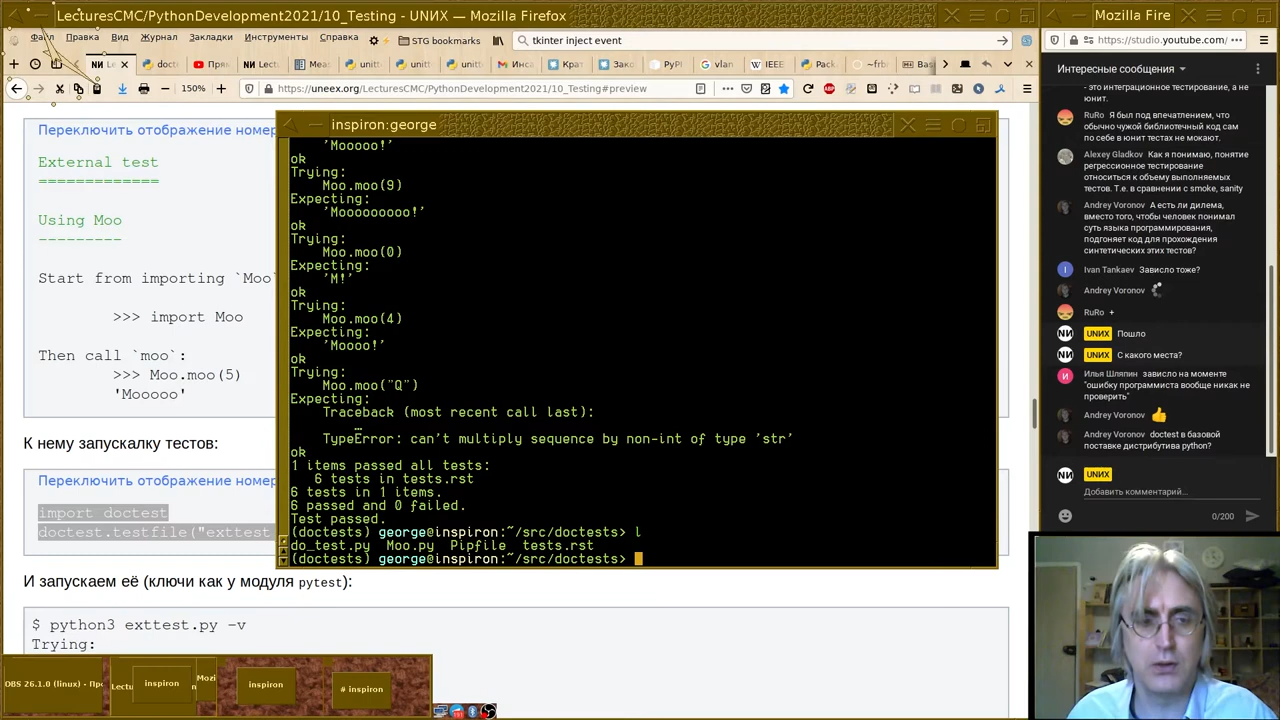 LecturesCMC/PythonDevelopment2021/10_Testing - UNИX — Mozilla Firefox
Файл Правка Вид Журнал Закладки Инструменты Справка
STG bookmarks
tkinter inject event
150%
https://uneex.org/LecturesCMC/PythonDevelopment2021/10_Testing#preview
Переключить отображение номер
External test
=============
Using Moo
---------
Start from importing `Moo`
>>> import Moo
Then call `moo`:
>>> Moo.moo(5)
'Mooooo'
К нему запускалку тестов:
Переключить отображение номер
import doctest
doctest.testfile("exttest
И запускаем её (ключи как у модуля pytest):
$ python3 exttest.py -v
Trying:
inspiron:george
'Mooooo!'
ok
Trying:
Moo.moo(9)
Expecting:
'Mooooooooo!'
ok
Trying:
Moo.moo(0)
Expecting:
'M!'
ok
Trying:
Moo.moo(4)
Expecting:
'Moooo!'
ok
Trying:
Moo.moo("Q")
Expecting:
Traceback (most recent call last):
…
TypeError: can't multiply sequence by non-int of type 'str'
ok
1 items passed all tests:
6 tests in tests.rst
6 tests in 1 items.
6 passed and 0 failed.
Test passed.
(doctests) george@inspiron:~/src/doctests> l
do_test.py Moo.py Pipfile tests.rst
(doctests) george@inspiron:~/src/doctests>
Mozilla Fire
https://studio.youtube.com/
Интересные сообщения
- это интеграционное тестирование, а не
юнит.
RuRo Я был под впечатлением, что
обычно чужой библиотечный код сам
по себе в юнит тестах не мокают.
Alexey Gladkov Как я понимаю, понятие
регрессионное тестирование
относиться к объему выполняемых
тестов. Т.е. в сравнении с smoke, sanity
Andrey Voronov А есть ли дилема,
вместо того, чтобы человек понимал
суть языка программирования,
подгоняет код для прохождения
синтетических этих тестов?
Ivan Tankaev Зависло тоже?
Andrey Voronov
RuRo +
UNИX Пошло
UNИX С какого места?
Илья Шляпин зависло на моменте
"ошибку программиста вообще никак не
проверить"
Andrey Voronov
Andrey Voronov doctest в базовой
поставке дистрибутива python?
UNИX
Добавить комментарий...
0/200
OBS 26.1.0 (linux) - Пр
Lectu
inspiron
Mozi
inspiron
# inspiron